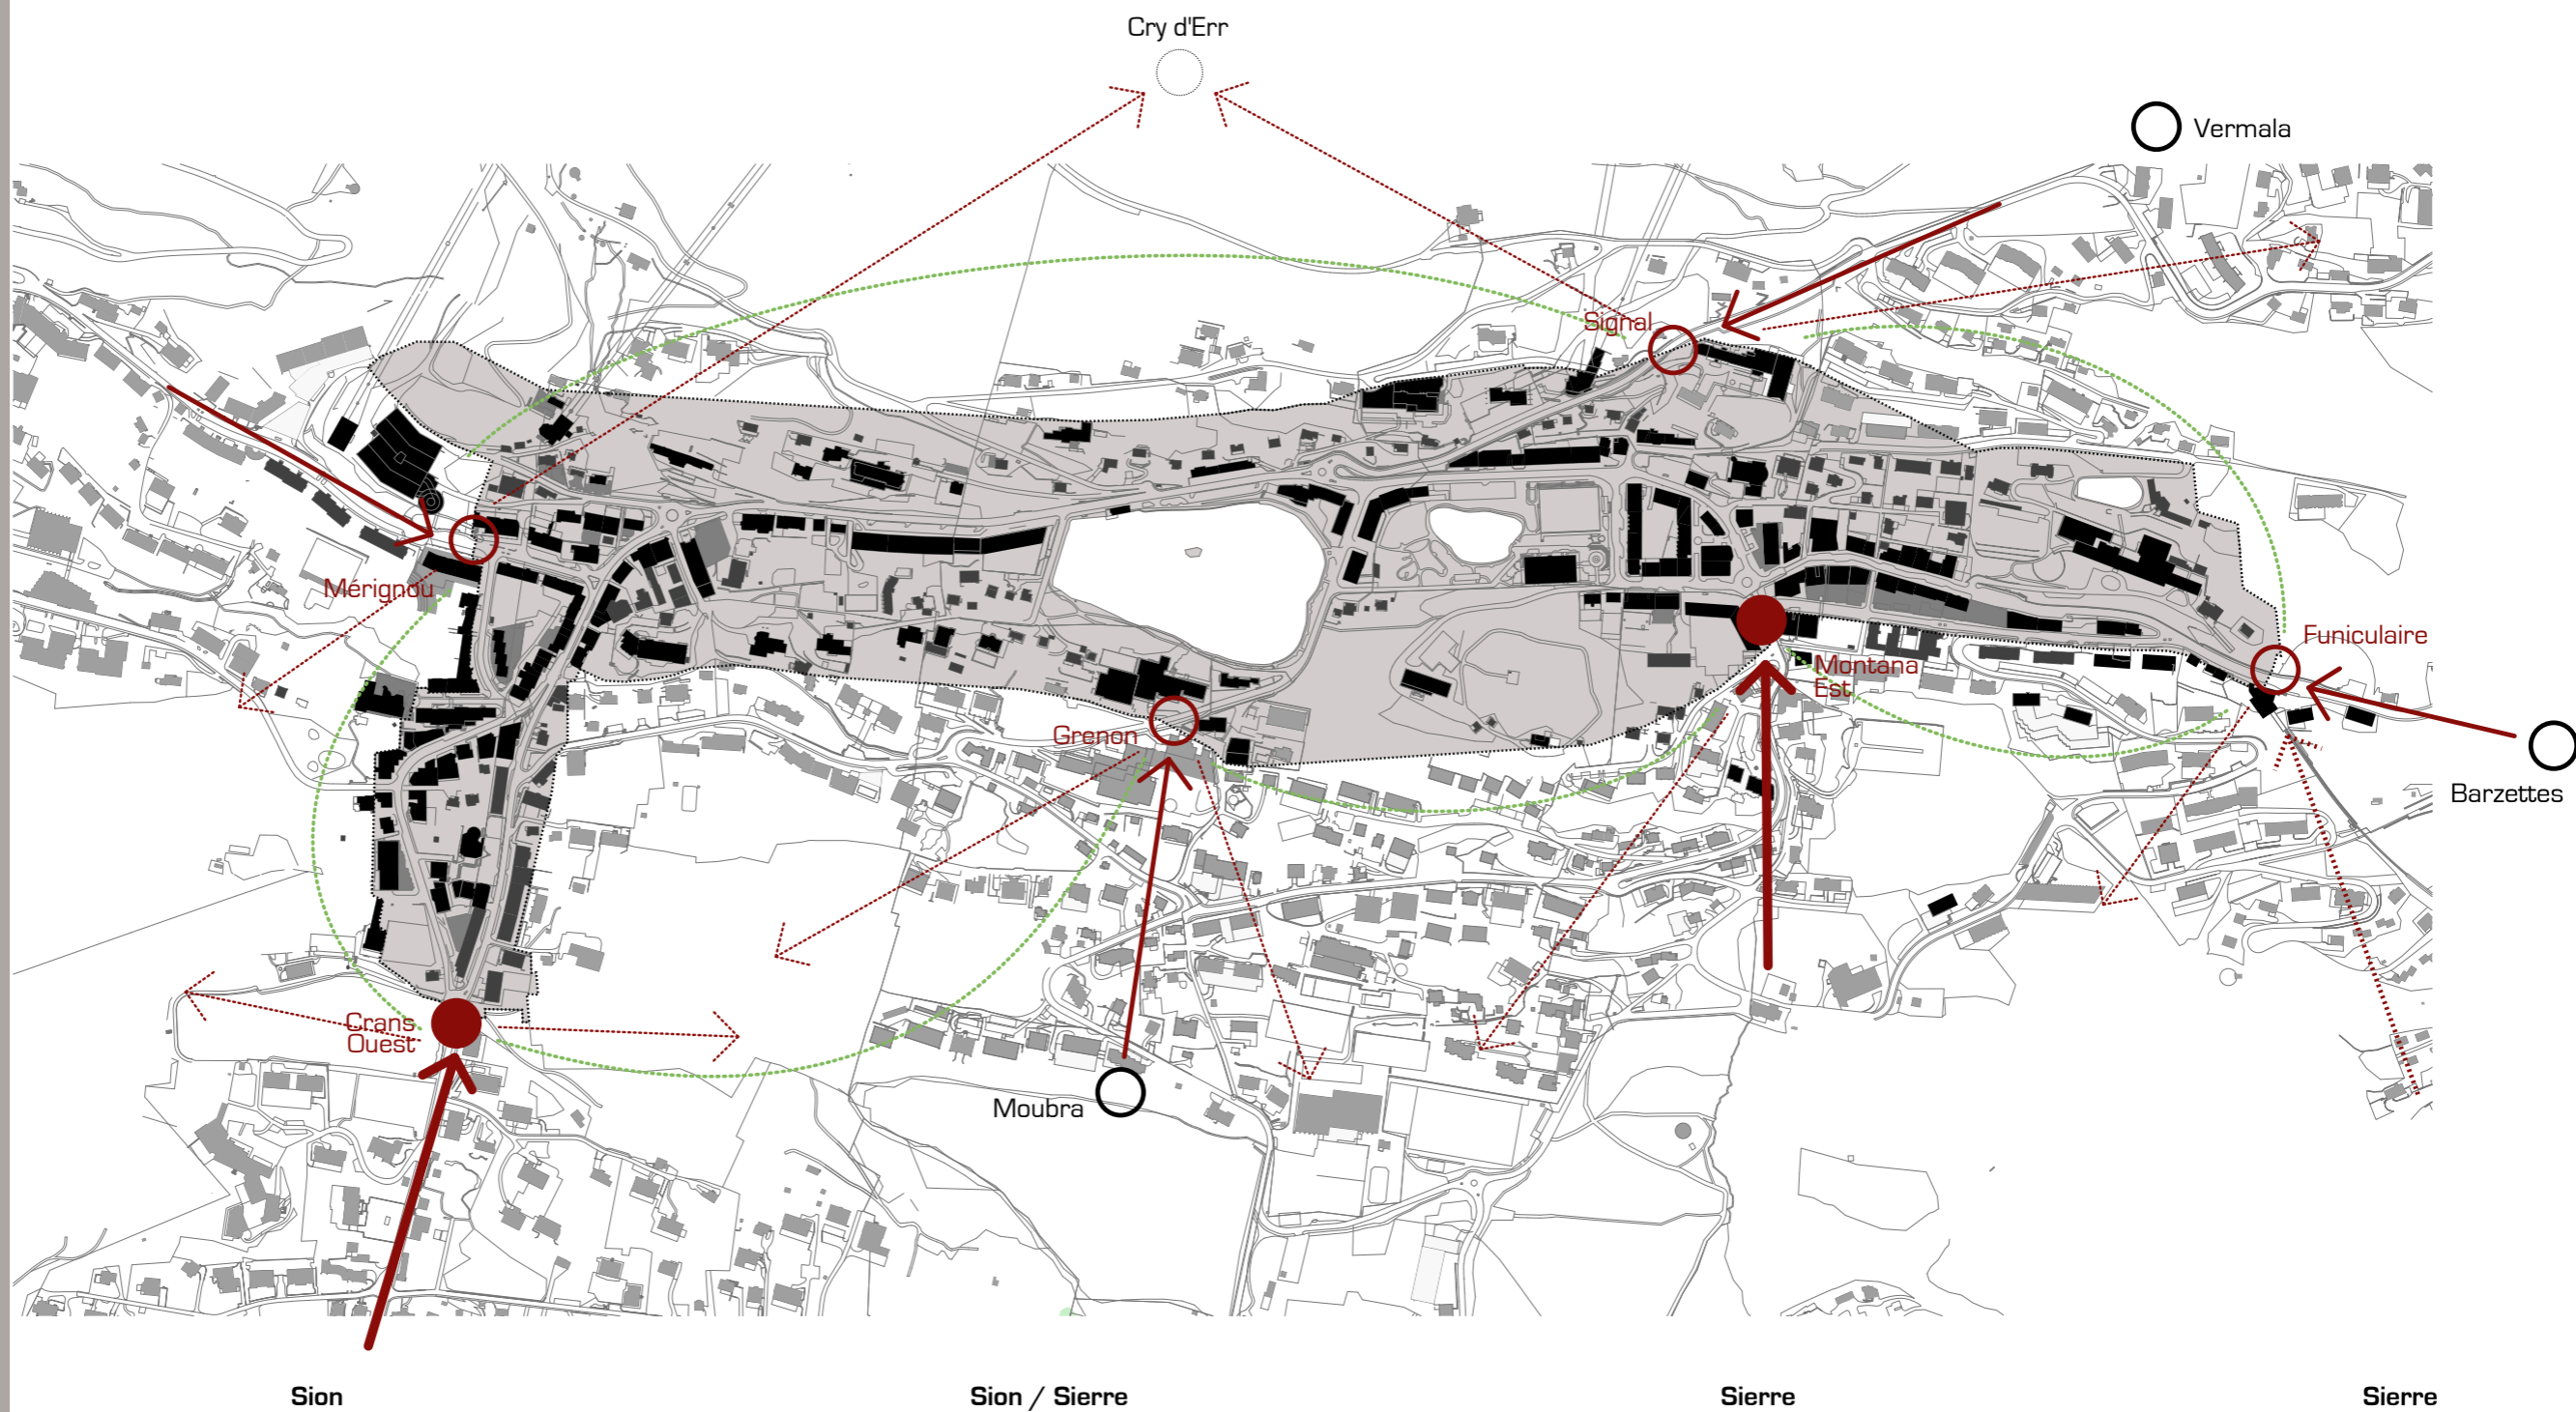 Cry d'Err
Vermala
Signal
Mérignou
Funiculaire
Montana
Est
Grenon
Barzettes
Crans
Ouest
Moubra
Sion
Sion / Sierre
Sierre
Sierre